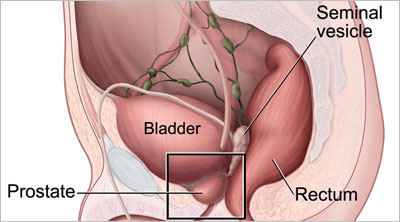 Seminal
vesicle
Bladder
Prostate
Rectum